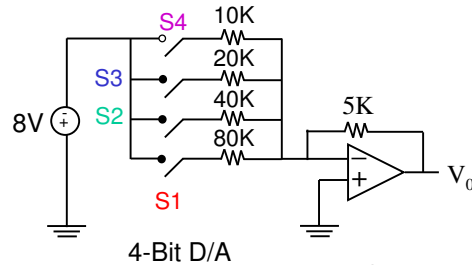 S4
10K
S3
20K
8V
- +
S2
40K
80K
5K
S1
−
+
V0
4-Bit D/A